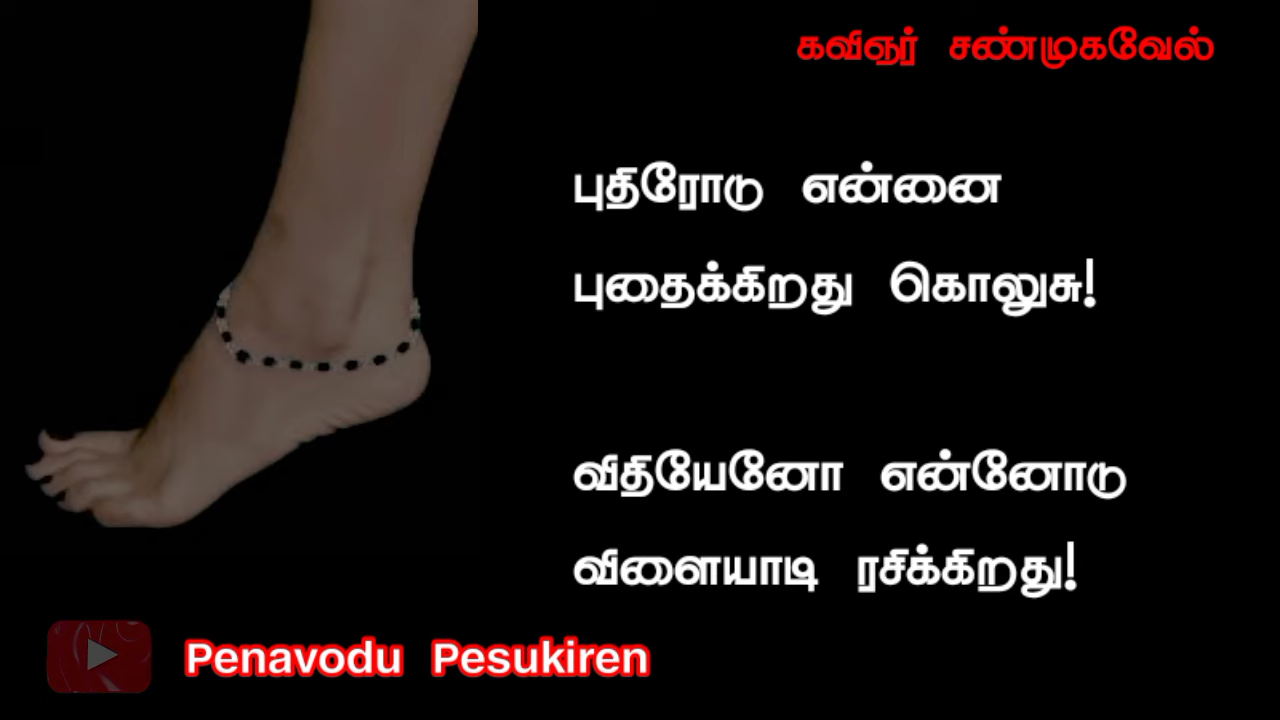 கவிஞர் சண்முகவேல்
புதிரோடு என்னை
புதைக்கிறது கொலுசு!
விதியேனோ என்னோடு
விளையாடி ரசிக்கிறது!
Penavodu Pesukiren